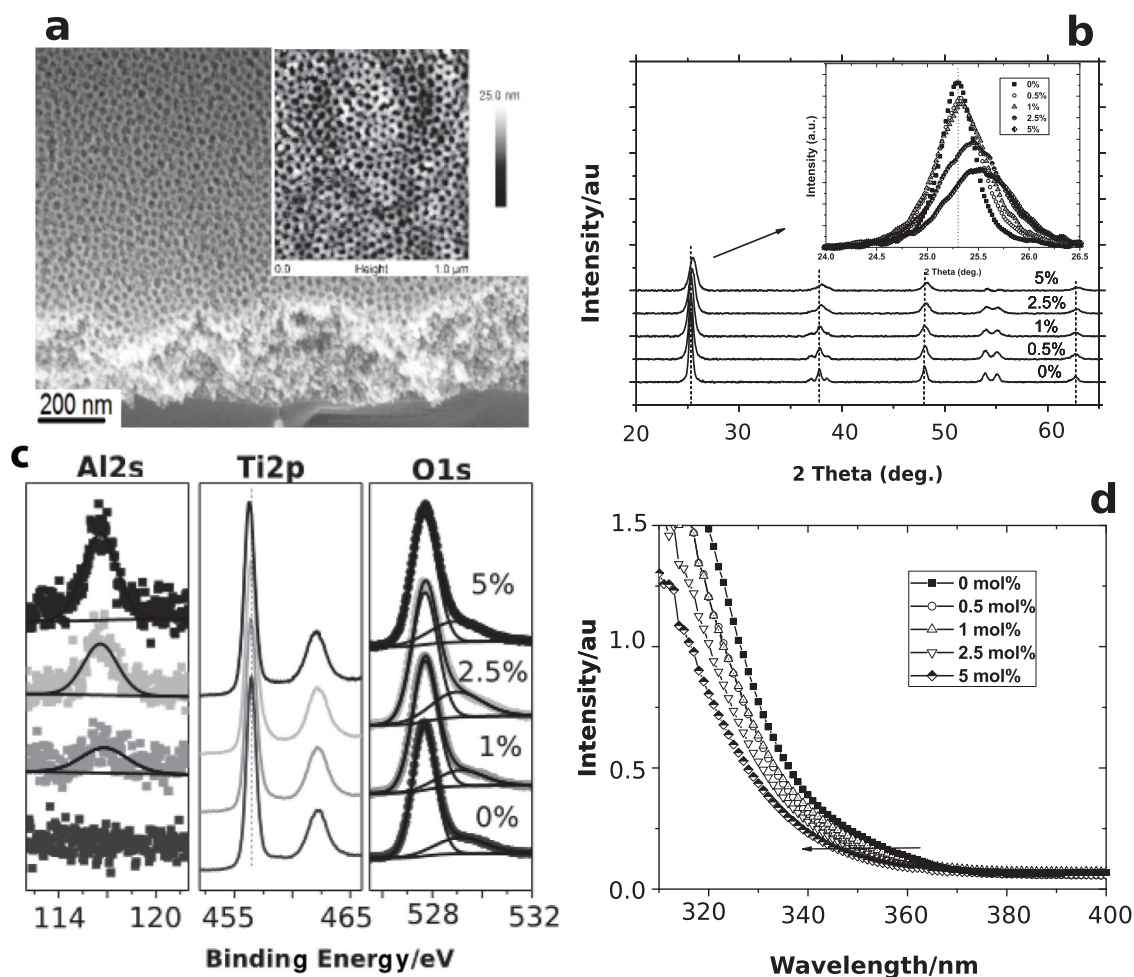 a
25.0 nm
0.0 Height 1.0 μm
200 nm
b
Intensity/au
Intensity (a.u.)
0%
0.5%
1%
2.5%
5%
24.0 24.5 25.0 25.5 26.0 26.5
2 Theta (deg.)
5%
2.5%
1%
0.5%
0%
20 30 40 50 60
2 Theta (deg.)
c
Al2s Ti2p O1s
5%
2.5%
1%
0%
114 120 455 465 528 532
Binding Energy/eV
d
Intensity/au
1.5
1.0
0.5
0.0
0 mol%
0.5 mol%
1 mol%
2.5 mol%
5 mol%
320 340 360 380 400
Wavelength/nm